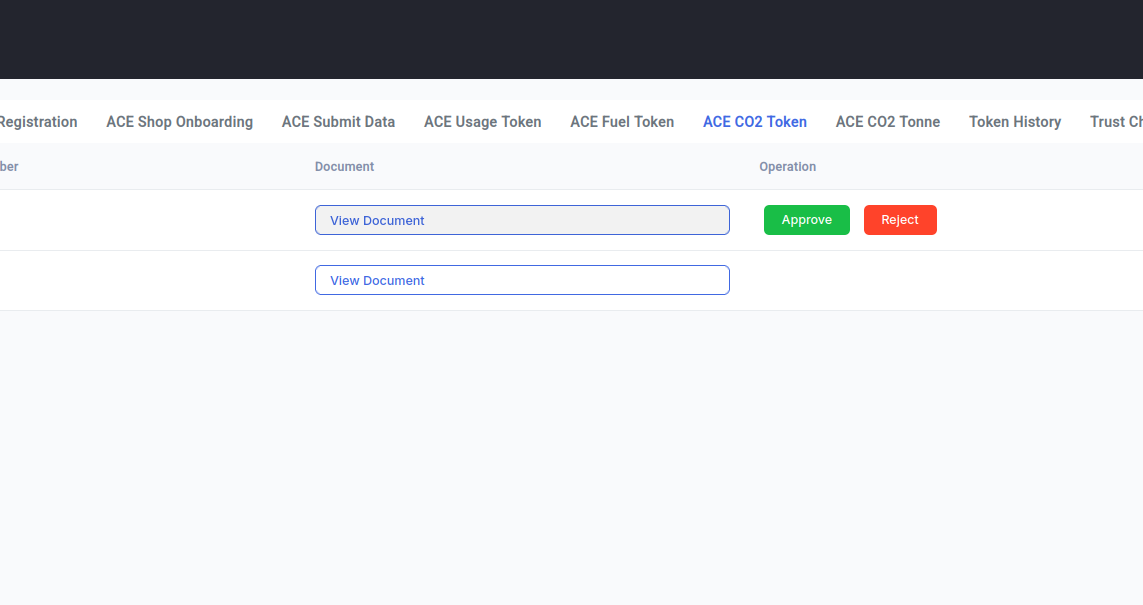 Registration ACE Shop Onboarding ACE Submit Data ACE Usage Token ACE Fuel Token ACE CO2 Token ACE CO2 Tonne Token History Trust Ch
ber Document Operation
View Document Approve Reject
View Document